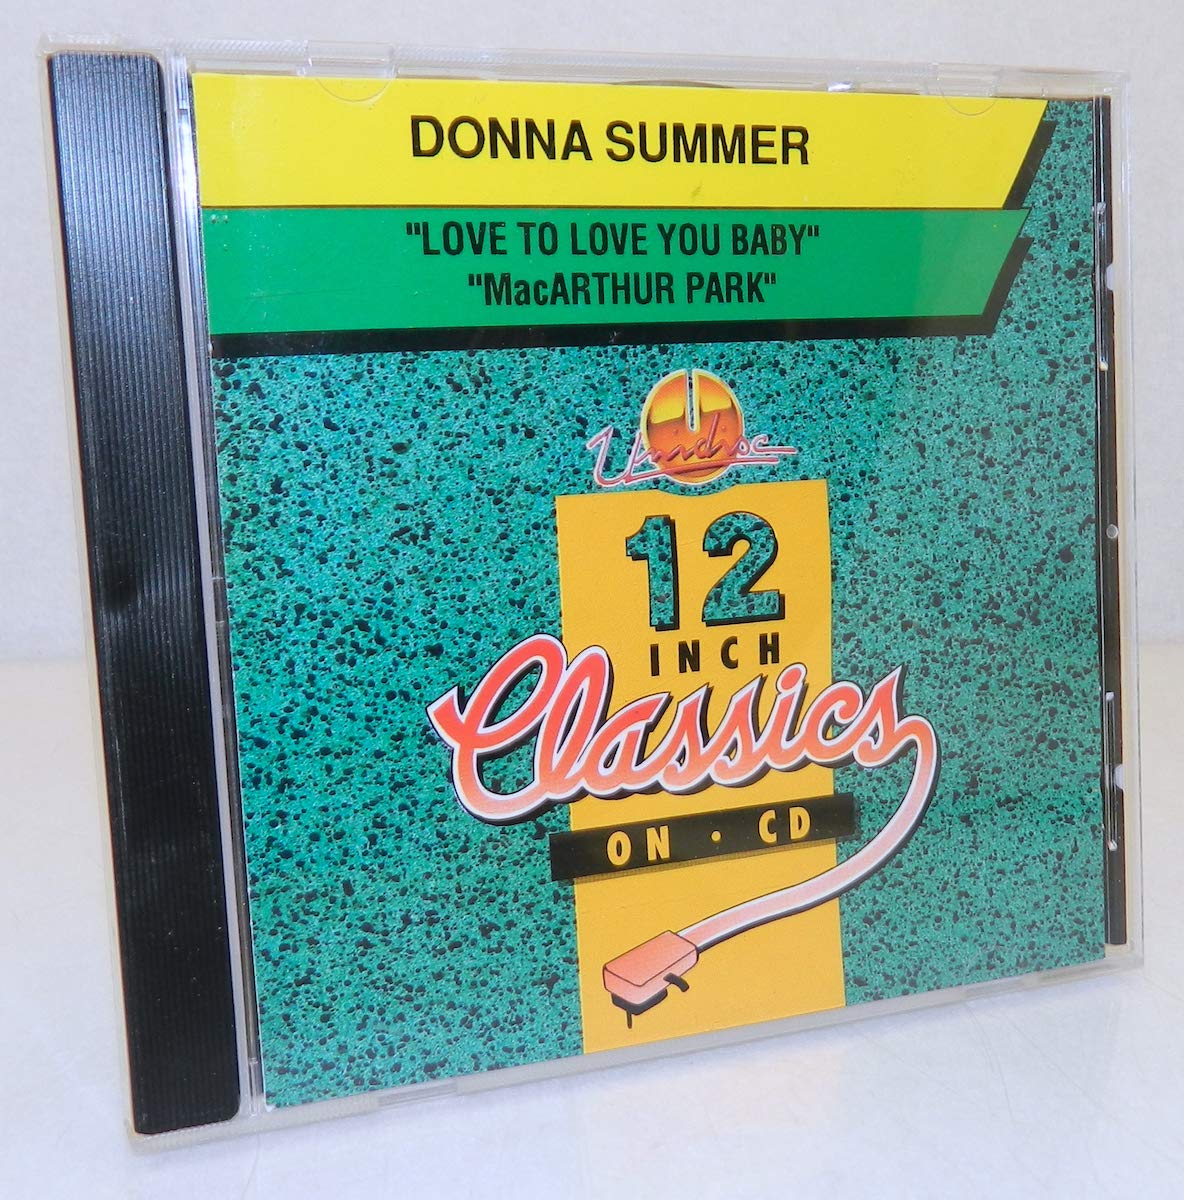 DONNA SUMMER
"LOVE TO LOVE YOU BABY"
"MacARTHUR PARK"
U
Unidisc
12
INCH
Classics
ON · CD